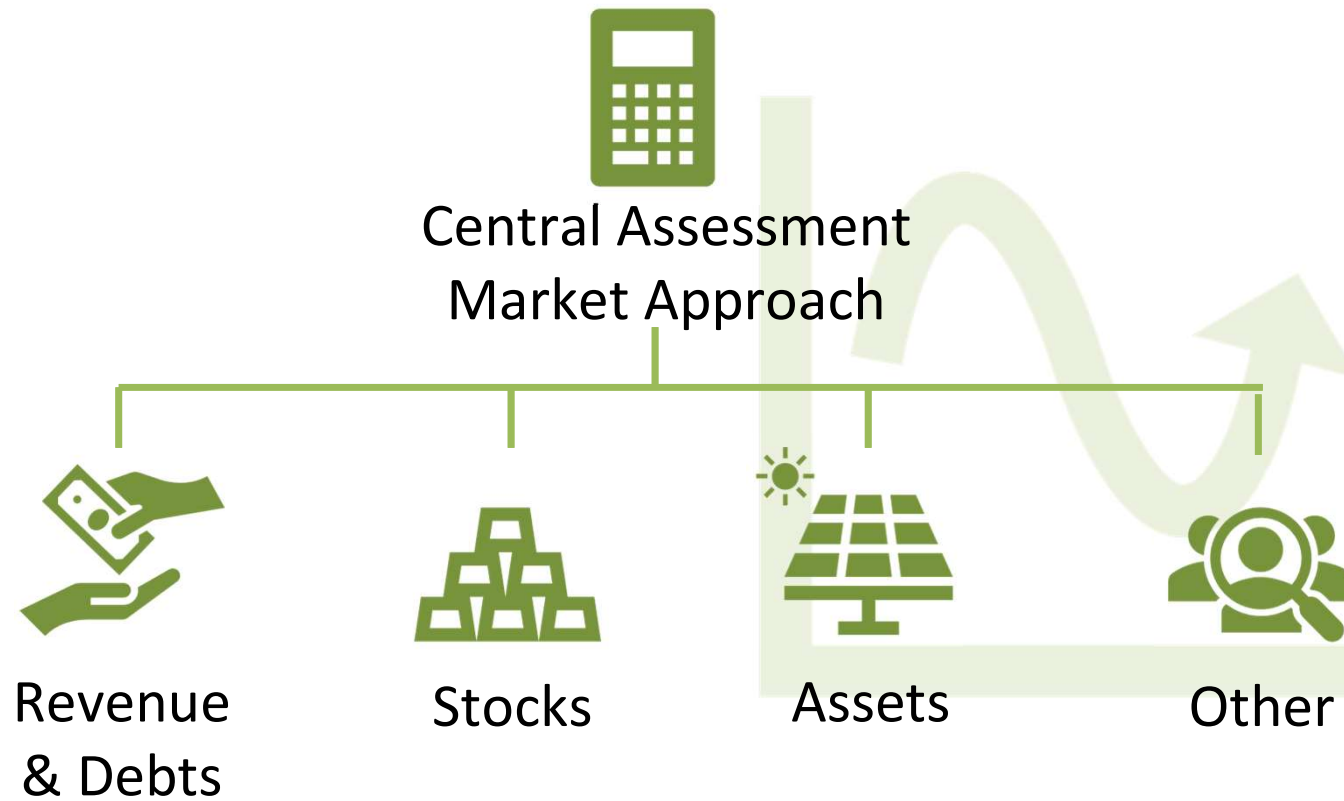 Central Assessment
Market Approach
Revenue
& Debts
Stocks
Assets
Other